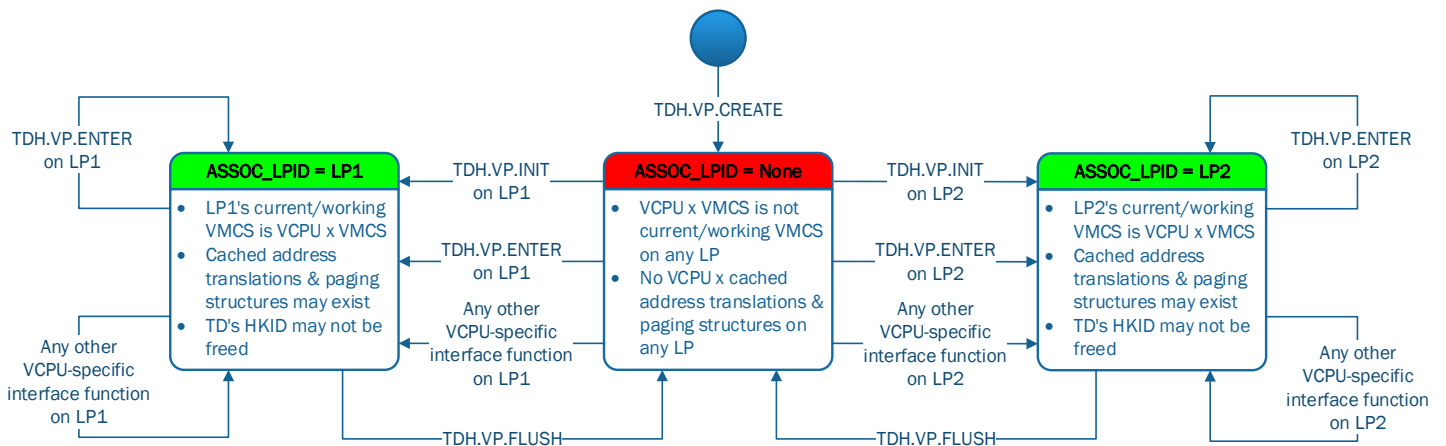 TDH.VP.CREATE
TDH.VP.ENTER
on LP1
ASSOC_LPID = LP1
• LP1's current/working
VMCS is VCPU x VMCS
• Cached address
translations & paging
structures may exist
• TD's HKID may not be
freed
Any other
VCPU-specific
interface function
on LP1
TDH.VP.INIT
on LP1
TDH.VP.ENTER
on LP1
Any other
VCPU-specific
interface function
on LP1
TDH.VP.FLUSH
ASSOC_LPID = None
• VCPU x VMCS is not
current/working VMCS
on any LP
• No VCPU x cached
address translations &
paging structures on
any LP
TDH.VP.INIT
on LP2
TDH.VP.ENTER
on LP2
Any other
VCPU-specific
interface function
on LP2
TDH.VP.FLUSH
ASSOC_LPID = LP2
• LP2's current/working
VMCS is VCPU x VMCS
• Cached address
translations & paging
structures may exist
• TD's HKID may not be
freed
TDH.VP.ENTER
on LP2
Any other
VCPU-specific
interface function
on LP2